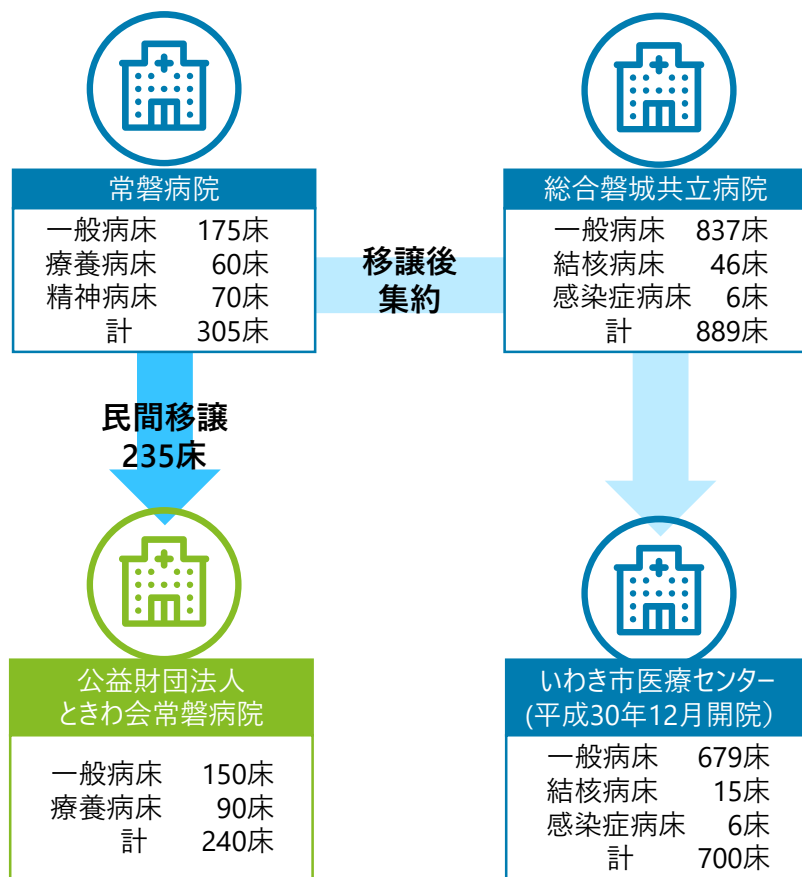 常磐病院
一般病床 175床
療養病床 60床
精神病床 70床
計 305床
移譲後
集約
総合磐城共立病院
一般病床 837床
結核病床 46床
感染症病床 6床
計 889床
民間移譲
235床
公益財団法人
ときわ会常磐病院
一般病床 150床
療養病床 90床
計 240床
いわき市医療センター
(平成30年12月開院）
一般病床 679床
結核病床 15床
感染症病床 6床
計 700床